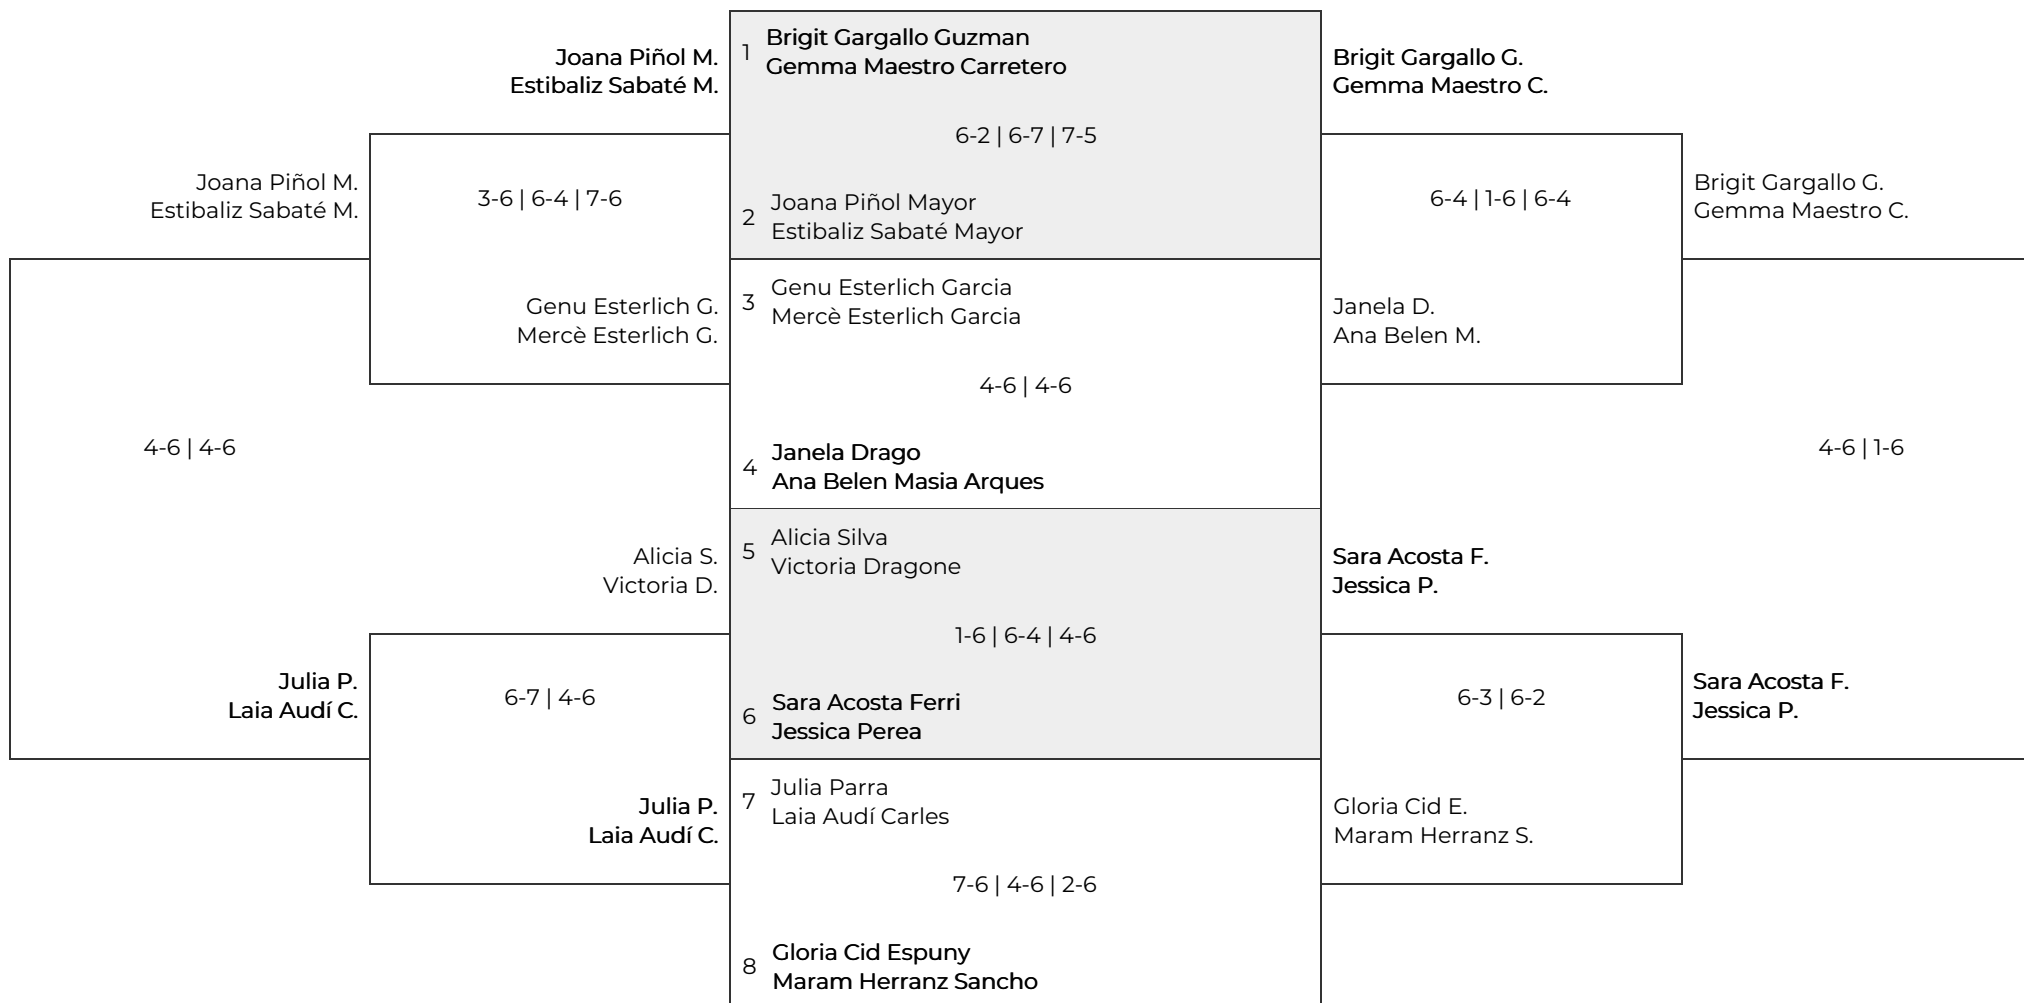 Joana Piñol M.
Estibaliz Sabaté M.
Joana Piñol M.
Estibaliz Sabaté M.
3-6 | 6-4 | 7-6
Genu Esterlich G.
Mercè Esterlich G.
4-6 | 4-6
Alicia S.
Victoria D.
Julia P.
Laia Audí C.
6-7 | 4-6
Julia P.
Laia Audí C.
1 Brigit Gargallo Guzman
Gemma Maestro Carretero
6-2 | 6-7 | 7-5
2 Joana Piñol Mayor
Estibaliz Sabaté Mayor
3 Genu Esterlich Garcia
Mercè Esterlich Garcia
4-6 | 4-6
4 Janela Drago
Ana Belen Masia Arques
5 Alicia Silva
Victoria Dragone
1-6 | 6-4 | 4-6
6 Sara Acosta Ferri
Jessica Perea
7 Julia Parra
Laia Audí Carles
7-6 | 4-6 | 2-6
8 Gloria Cid Espuny
Maram Herranz Sancho
Brigit Gargallo G.
Gemma Maestro C.
6-4 | 1-6 | 6-4
Janela D.
Ana Belen M.
Brigit Gargallo G.
Gemma Maestro C.
4-6 | 1-6
Sara Acosta F.
Jessica P.
6-3 | 6-2
Gloria Cid E.
Maram Herranz S.
Sara Acosta F.
Jessica P.